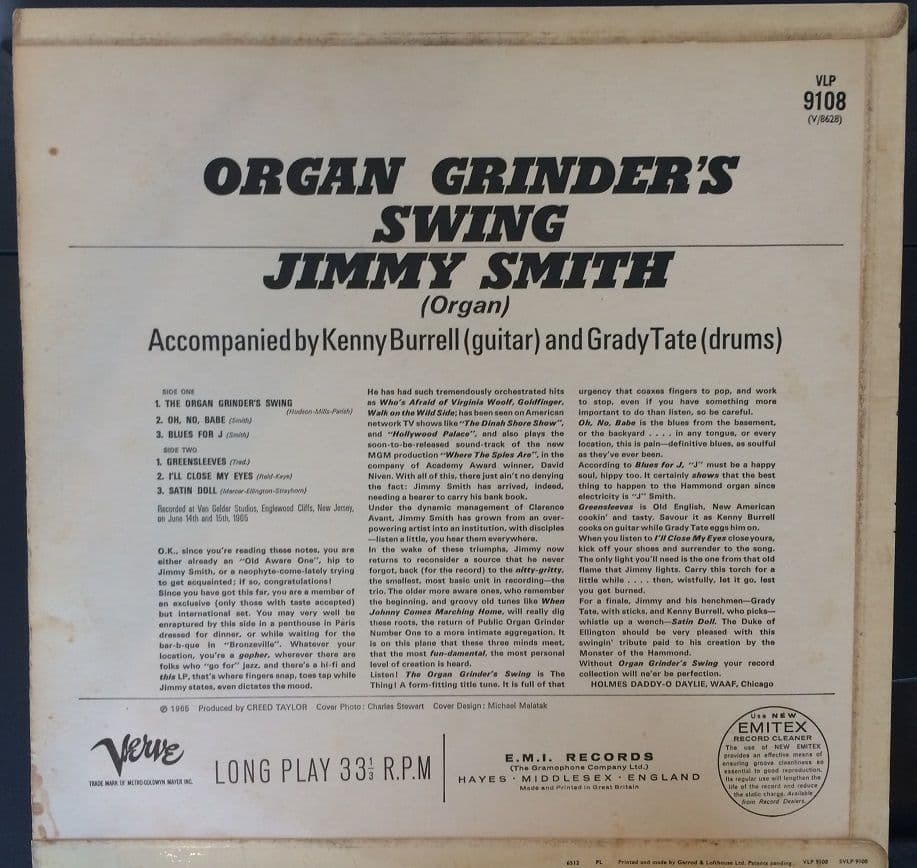 VLP
9108
(V/8628)
ORGAN GRINDER'S
SWING
JIMMY SMITH
(Organ)
Accompanied by Kenny Burrell (guitar) and Grady Tate (drums)
SIDE ONE
1. THE ORGAN GRINDER'S SWING
(Hudson-Mills-Parish)
2. OH, NO, BABE (Smith)
3. BLUES FOR J (Smith)
SIDE TWO
1. GREENSLEEVES (Trad.)
2. I'LL CLOSE MY EYES (Reid-Kaye)
3. SATIN DOLL (Mercer-Ellington-Strayhorn)
Recorded at Van Gelder Studios, Englewood Cliffs, New Jersey,
on June 14th and 15th, 1965
O.K., since you're reading these notes, you are
either already an "Old Aware One", hip to
Jimmy Smith, or a neophyte-come-lately trying
to get acquainted; if so, congratulations!
Since you have got this far, you are a member of
an exclusive (only those with taste accepted)
but international set. You may very well be
enraptured by this side in a penthouse in Paris
dressed for dinner, or while waiting for the
bar-b-que in "Bronzeville". Whatever your
location, you're a gopher, wherever there are
folks who "go for" jazz, and there's a hi-fi and
this LP, that's where fingers snap, toes tap while
Jimmy states, even dictates the mood.
He has had such tremendously orchestrated hits
as Who's Afraid of Virginia Woolf, Goldfinger,
Walk on the Wild Side; has been seen on American
network TV shows like "The Dinah Shore Show",
and "Hollywood Palace", and also plays the
soon-to-be-released sound-track of the new
MGM production "Where The Spies Are", in the
company of Academy Award winner, David
Niven. With all of this, there just ain't no denying
the fact: Jimmy Smith has arrived, indeed,
needing a bearer to carry his bank book.
Under the dynamic management of Clarence
Avant, Jimmy Smith has grown from an over-
powering artist into an institution, with disciples
—listen a little, you hear them everywhere.
In the wake of these triumphs, Jimmy now
returns to reconsider a source that he never
forgot, back (for the record) to the nitty-gritty,
the smallest, most basic unit in recording—the
trio. The older more aware ones, who remember
the beginning, and groovy old tunes like When
Johnny Comes Marching Home, will really dig
these roots, the return of Public Organ Grinder
Number One to a more intimate aggregation. It
is on this plane that these three minds meet,
that the most fun-damental, the most personal
level of creation is heard.
Listen! The Organ Grinder's Swing is The
Thing! A form-fitting title tune. It is full of that
urgency that coaxes fingers to pop, and work
to stop, even if you have something more
important to do than listen, so be careful.
Oh, No, Babe is the blues from the basement,
or the backyard .... in any tongue, or every
location, this is pain—definitive blues, as soulful
as they've ever been.
According to Blues for J, "J" must be a happy
soul, hippy too. It certainly shows that the best
thing to happen to the Hammond organ since
electricity is "J" Smith.
Greensleeves is Old English, New American
cookin' and tasty. Savour it as Kenny Burrell
cooks on guitar while Grady Tate eggs him on.
When you listen to I'll Close My Eyes close yours,
kick off your shoes and surrender to the song.
The only light you'll need is the one from that old
flame that Jimmy lights. Carry this torch for a
little while .... then, wistfully, let it go, lest
you get burned.
For a finale, Jimmy and his henchmen—Grady
Tate, with sticks, and Kenny Burrell, who picks—
whistle up a wench—Satin Doll. The Duke of
Ellington should be very pleased with this
swingin' tribute paid to his creation by the
Monster of the Hammond.
Without Organ Grinder's Swing your record
collection will ne'er be perfection.
HOLMES DADDY-O DAYLIE, WAAF, Chicago
℗ 1965 Produced by CREED TAYLOR Cover Photo: Charles Stewart Cover Design: Michael Malatak
Verve
TRADE MARK OF METRO-GOLDWYN-MAYER INC.
LONG PLAY 33⅓ R.P.M
E.M.I. RECORDS
(The Gramophone Company Ltd.)
HAYES · MIDDLESEX · ENGLAND
Made and Printed in Great Britain
Use NEW
EMITEX
RECORD CLEANER
The use of NEW EMITEX
provides an effective means of
ensuring groove cleanliness so
essential to good reproduction.
Its regular use will lengthen the
life of the record and reduce
the static charge. Available
from Record Dealers.
6512 PL Printed and made by Garrod & Lofthouse Ltd. Patents pending. VLP 9108 SVLP 9108